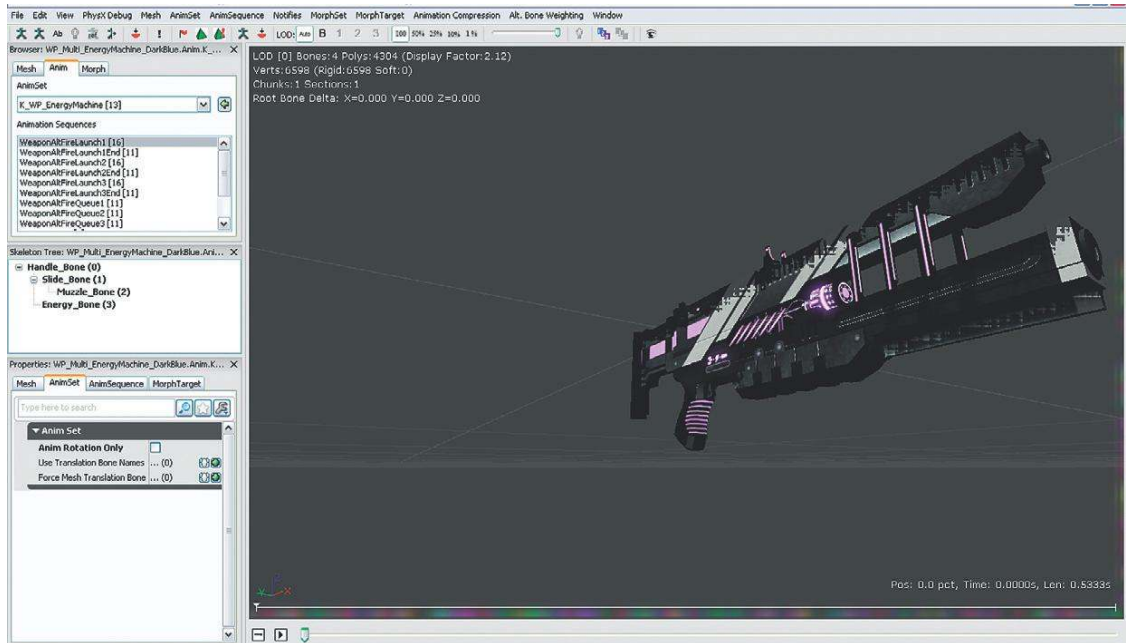 File Edit View PhysX Debug Mesh AnimSet AnimSequence Notifies MorphSet MorphTarget Animation Compression Alt. Bone Weighting Window
Ab LOD: Auto B 1 2 3 100 50% 25% 10% 1%
Browser: WP_Multi_EnergyMachine_DarkBlue.Anim.K_...
Mesh Anim Morph
AnimSet
K_WP_EnergyMachine [13]
Animation Sequences
WeaponAltFireLaunch1 [16]
WeaponAltFireLaunch1End [11]
WeaponAltFireLaunch2 [16]
WeaponAltFireLaunch2End [11]
WeaponAltFireLaunch3 [16]
WeaponAltFireLaunch3End [11]
WeaponAltFireQueue1 [11]
WeaponAltFireQueue2 [11]
WeaponAltFireQueue3 [11]
Skeleton Tree: WP_Multi_EnergyMachine_DarkBlue.Ani...
Handle_Bone (0)
Slide_Bone (1)
Muzzle_Bone (2)
Energy_Bone (3)
Properties: WP_Multi_EnergyMachine_DarkBlue.Anim.K...
Mesh AnimSet AnimSequence MorphTarget
Type here to search
Anim Set
Anim Rotation Only
Use Translation Bone Names ... (0)
Force Mesh Translation Bone ... (0)
LOD [0] Bones:4 Polys:4304 (Display Factor:2.12)
Verts:6598 (Rigid:6598 Soft:0)
Chunks:1 Sections:1
Root Bone Delta: X=0.000 Y=0.000 Z=0.000
Pos: 0.0 pct, Time: 0.0000s, Len: 0.5333s